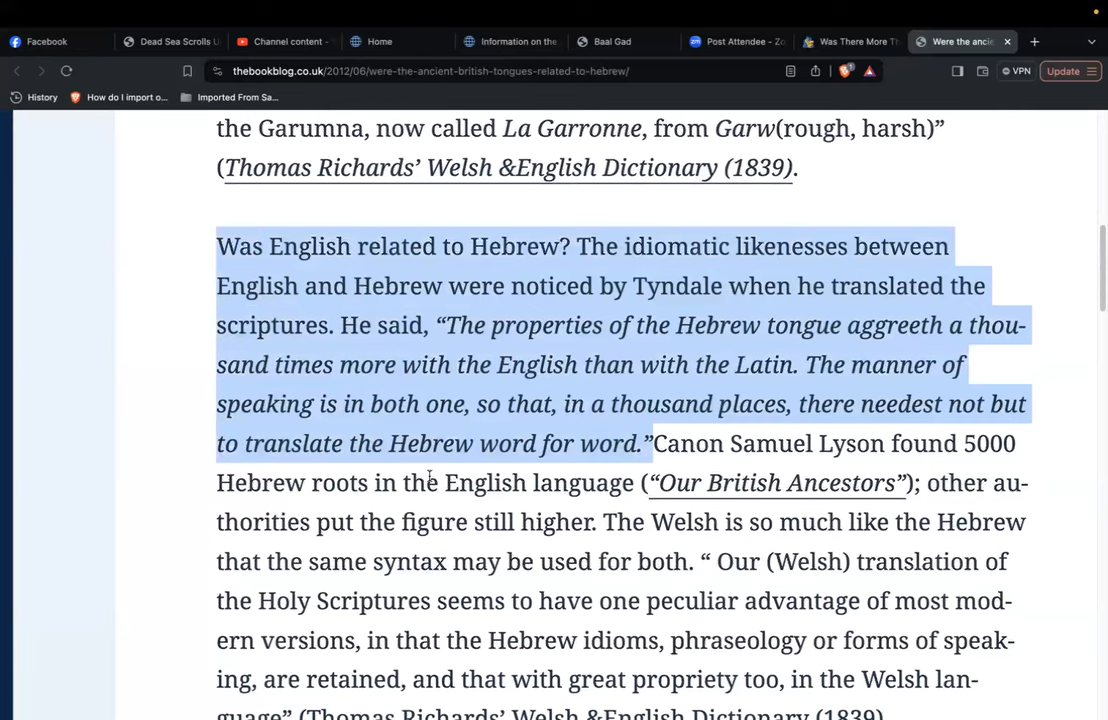 Facebook
Dead Sea Scrolls U
Channel content -
Home
Information on the
Baal Gad
Post Attendee - Zo
Was There More T
Were the ancie
thebookblog.co.uk/2012/06/were-the-ancient-british-tongues-related-to-hebrew/
VPN
Update
History
How do I import o...
Imported From Sa...
the Garumna, now called La Garronne, from Garw(rough, harsh)”
(Thomas Richards’ Welsh &English Dictionary (1839).
Was English related to Hebrew? The idiomatic likenesses between
English and Hebrew were noticed by Tyndale when he translated the
scriptures. He said, “The properties of the Hebrew tongue aggreeth a thou-
sand times more with the English than with the Latin. The manner of
speaking is in both one, so that, in a thousand places, there needest not but
to translate the Hebrew word for word.”Canon Samuel Lyson found 5000
Hebrew roots in the English language (“Our British Ancestors”); other au-
thorities put the figure still higher. The Welsh is so much like the Hebrew
that the same syntax may be used for both. “ Our (Welsh) translation of
the Holy Scriptures seems to have one peculiar advantage of most mod-
ern versions, in that the Hebrew idioms, phraseology or forms of speak-
ing, are retained, and that with great propriety too, in the Welsh lan-
guage” (Thomas Richards’ Welsh &English Dictionary (1839).